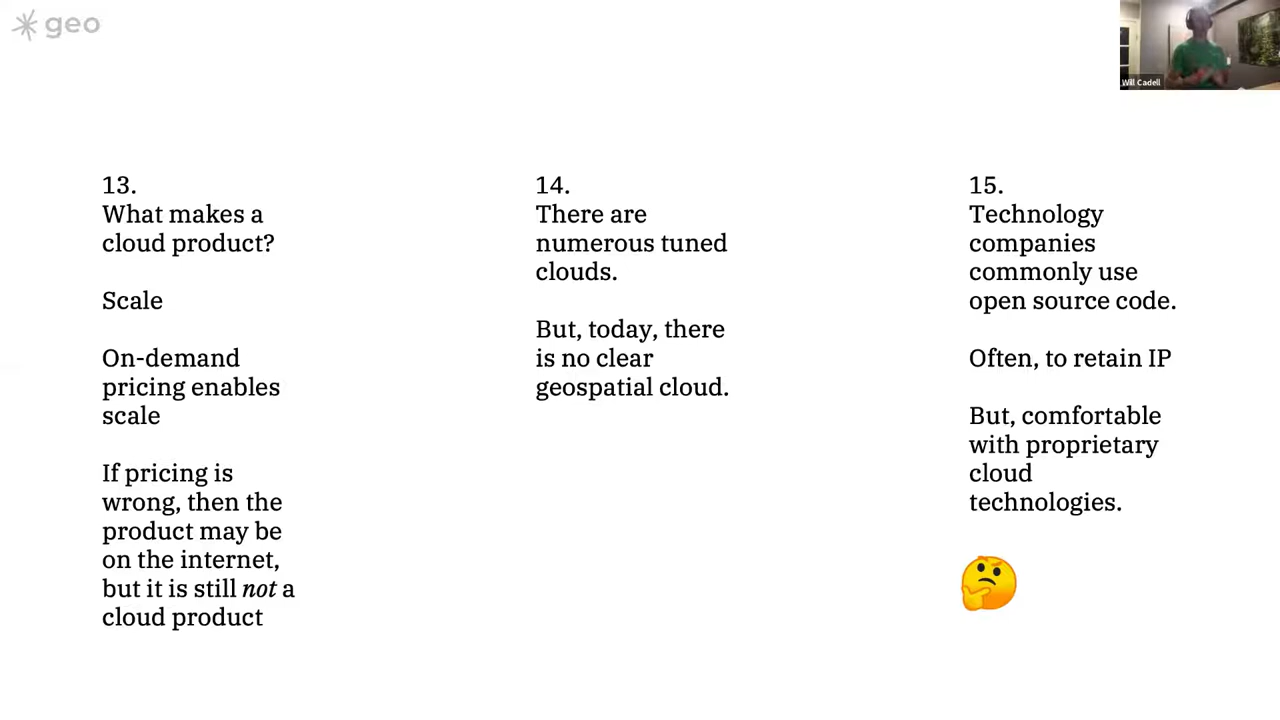 geo
Will Cadell
13.
What makes a
cloud product?
Scale
On-demand
pricing enables
scale
If pricing is
wrong, then the
product may be
on the internet,
but it is still not a
cloud product
14.
There are
numerous tuned
clouds.
But, today, there
is no clear
geospatial cloud.
15.
Technology
companies
commonly use
open source code.
Often, to retain IP
But, comfortable
with proprietary
cloud
technologies.